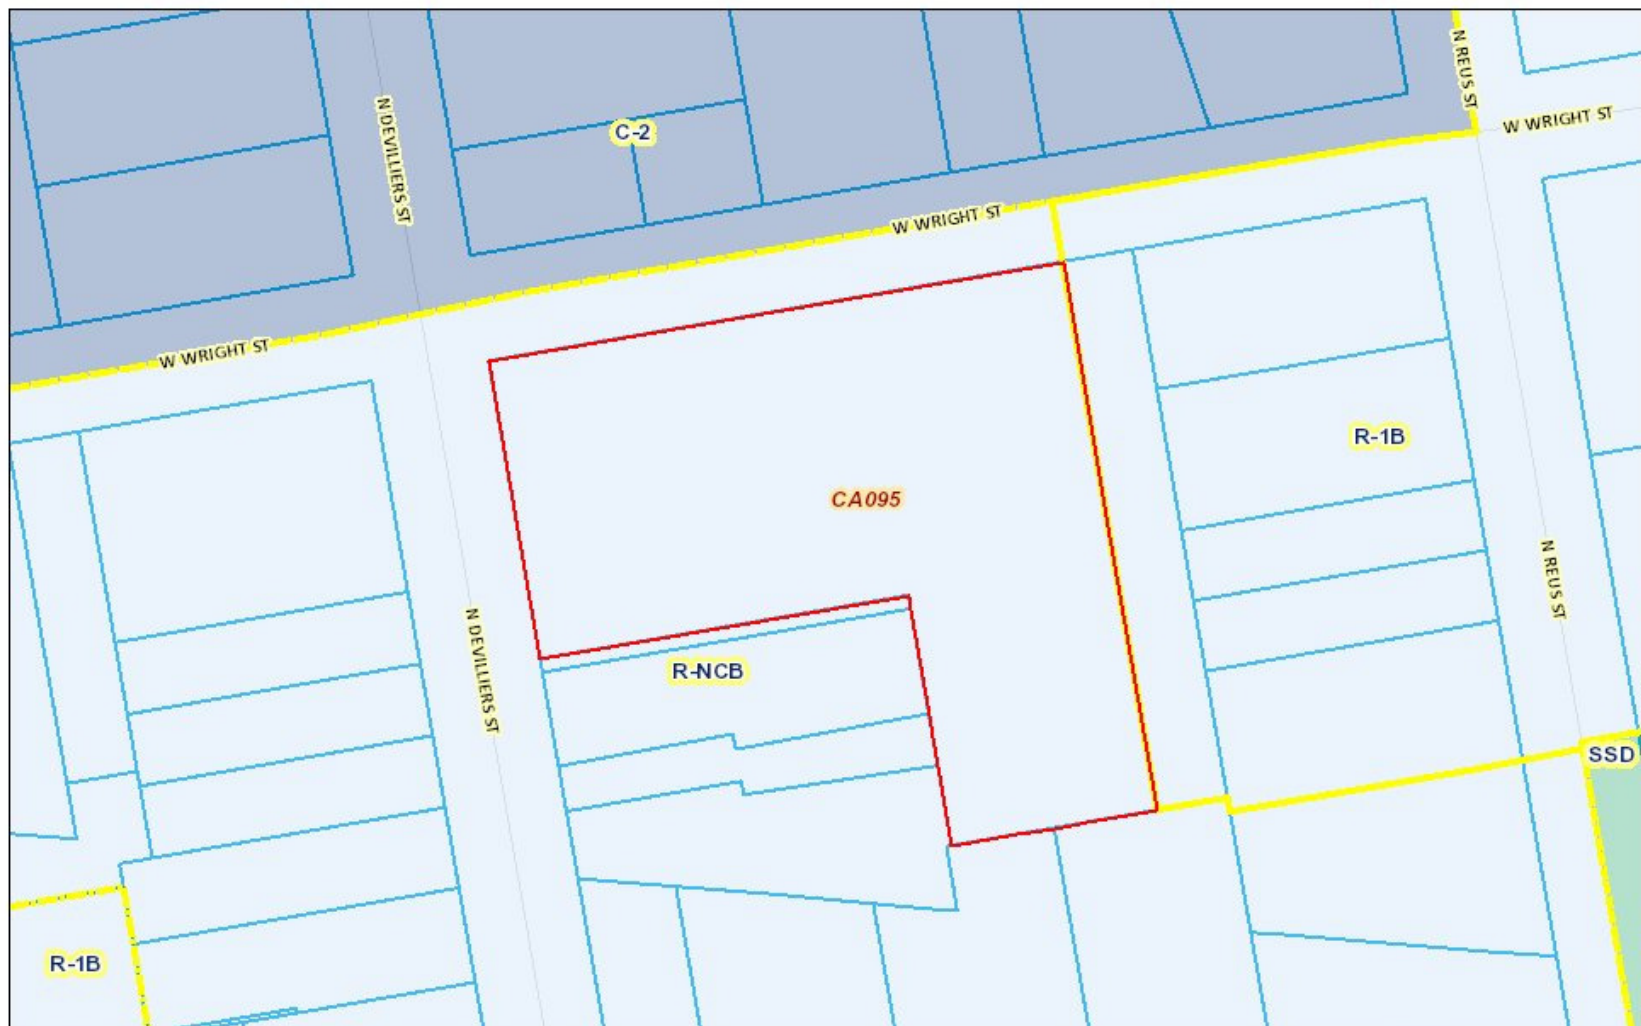 N REUS ST
N DEVILLIERS ST
C-2
W WRIGHT ST
W WRIGHT ST
W WRIGHT ST
R-1B
CA095
N REUS ST
N DEVILLIERS ST
R-NCB
SSD
R-1B